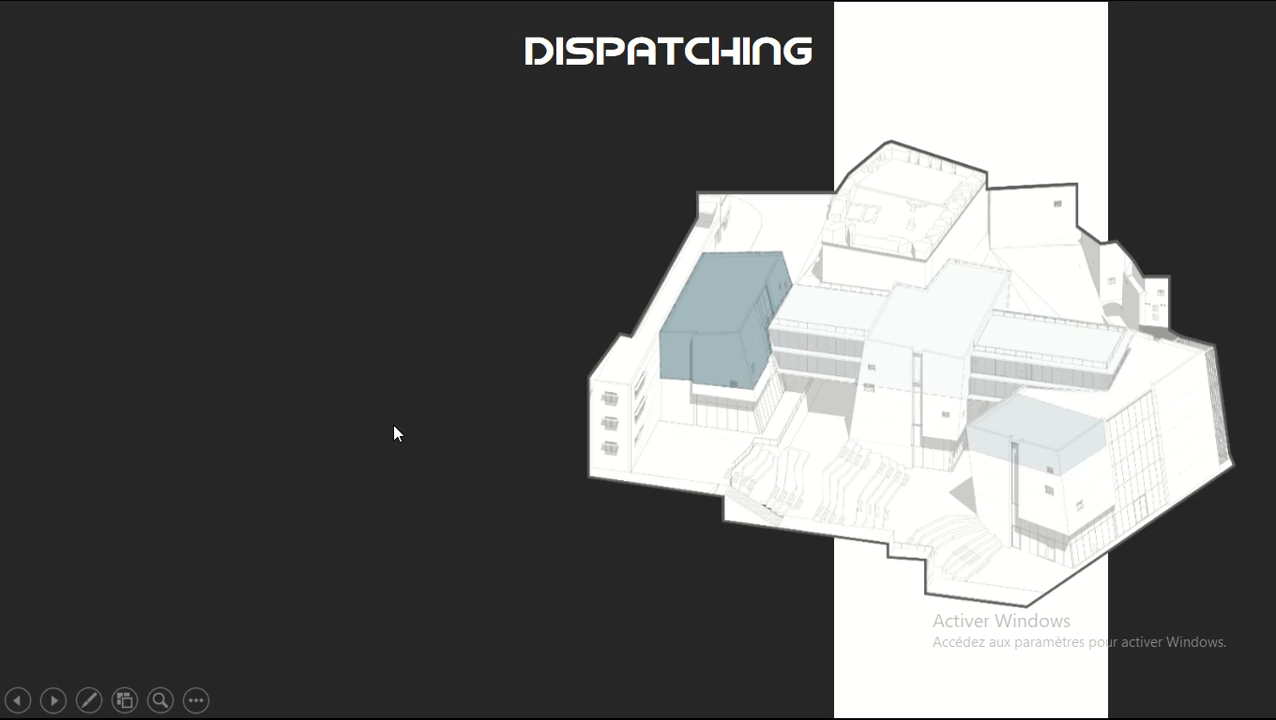 DISPATCHING
Activer Windows
Accédez aux paramètres pour activer Windows.